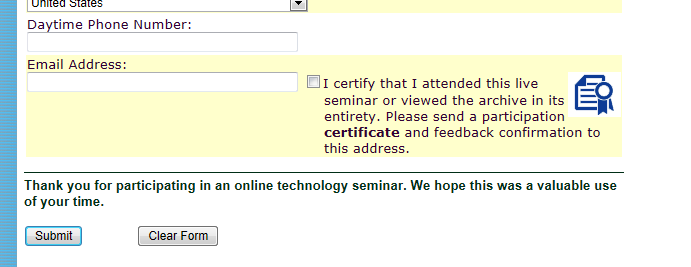 United States
Daytime Phone Number:
Email Address:
I certify that I attended this live
seminar or viewed the archive in its
entirety. Please send a participation
certificate and feedback confirmation to
this address.
Thank you for participating in an online technology seminar. We hope this was a valuable use
of your time.
Submit
Clear Form